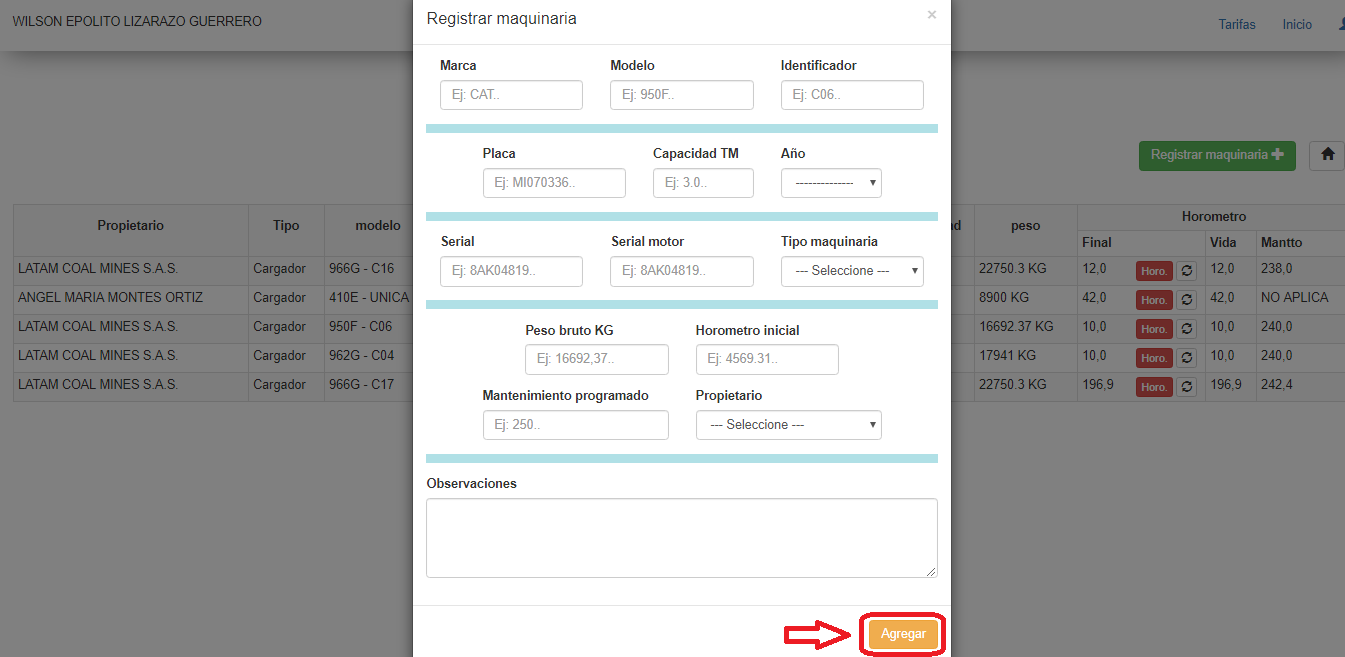 WILSON EPOLITO LIZARAZO GUERRERO
Tarifas Inicio
Registrar maquinaria ×
Marca Modelo Identificador
Ej: CAT.. Ej: 950F.. Ej: C06..
Placa Capacidad TM Año
Ej: MI070336.. Ej: 3.0.. --------------
Serial Serial motor Tipo maquinaria
Ej: 8AK04819.. Ej: 8AK04819.. --- Seleccione ---
Peso bruto KG Horometro inicial
Ej: 16692,37.. Ej: 4569.31..
Mantenimiento programado Propietario
Ej: 250.. --- Seleccione ---
Observaciones
Agregar
Registrar maquinaria
Propietario Tipo modelo peso Horometro
Final Vida Mantto
LATAM COAL MINES S.A.S. Cargador 966G - C16 22750.3 KG 12,0 Horo. 12,0 238,0
ANGEL MARIA MONTES ORTIZ Cargador 410E - UNICA 8900 KG 42,0 Horo. 42,0 NO APLICA
LATAM COAL MINES S.A.S. Cargador 950F - C06 16692.37 KG 10,0 Horo. 10,0 240,0
LATAM COAL MINES S.A.S. Cargador 962G - C04 17941 KG 10,0 Horo. 10,0 240,0
LATAM COAL MINES S.A.S. Cargador 966G - C17 22750.3 KG 196,9 Horo. 196,9 242,4